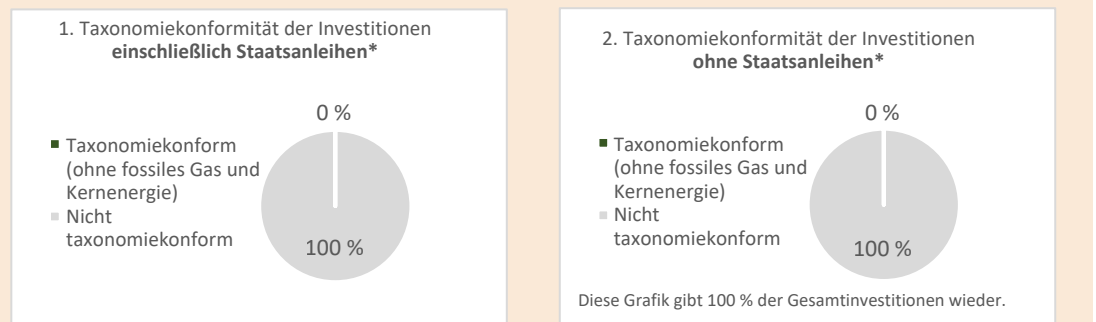 1. Taxonomiekonformität der Investitionen
einschließlich Staatsanleihen*
0 %
Taxonomiekonform
(ohne fossiles Gas und
Kernenergie)
Nicht
taxonomiekonform
100 %
2. Taxonomiekonformität der Investitionen
ohne Staatsanleihen*
0 %
Taxonomiekonform
(ohne fossiles Gas und
Kernenergie)
Nicht
taxonomiekonform
100 %
Diese Grafik gibt 100 % der Gesamtinvestitionen wieder.